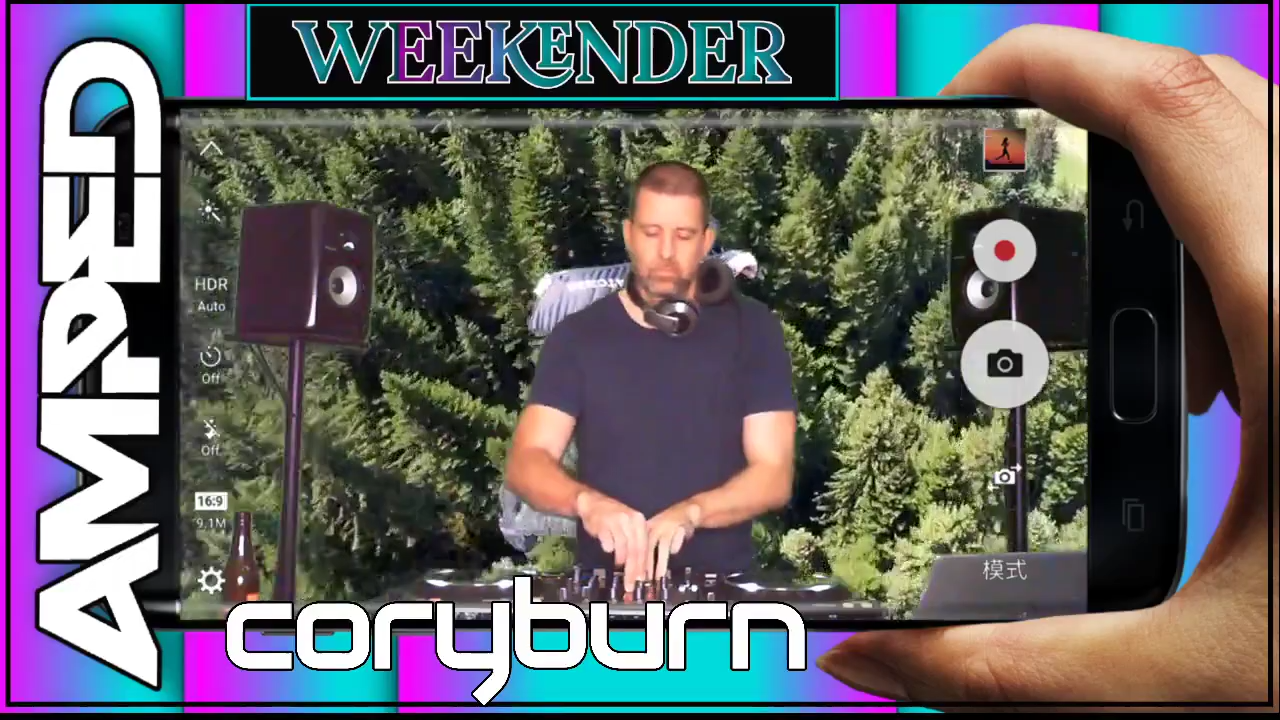 WEEKENDER
AMPED
HDR
Auto
Off
Off
16:9
9.1M
模式
coryburn